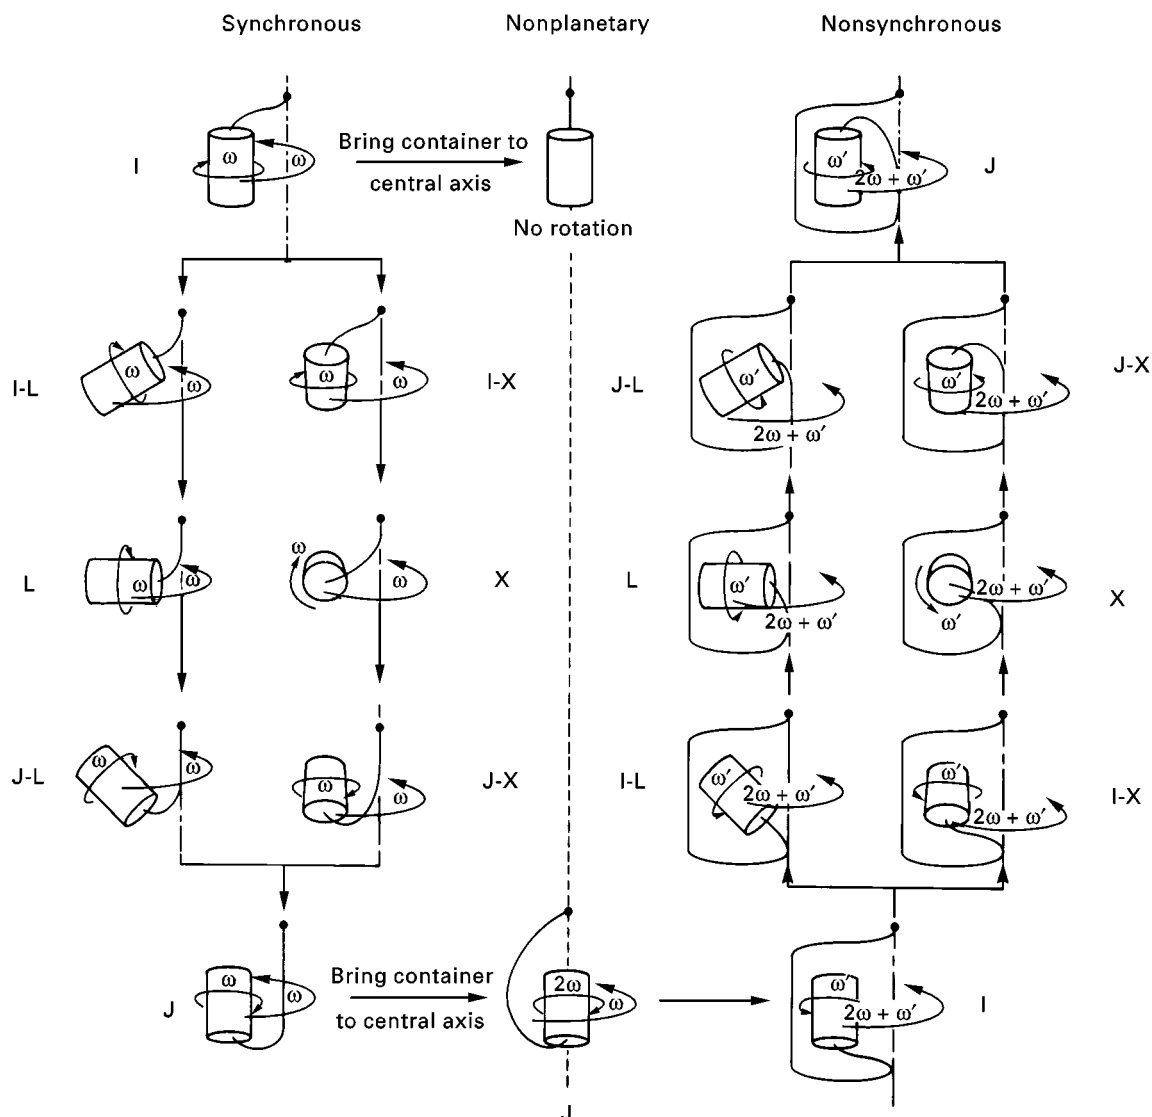 Synchronous
Nonplanetary
Nonsynchronous
I
ω
ω
Bring container to
central axis
No rotation
ω′
2ω + ω′
J
I-L
ω
ω
ω
ω
I-X
J-L
ω′
2ω + ω′
ω′
2ω + ω′
J-X
L
ω
ω
ω
ω
X
L
ω′
2ω + ω′
ω′
2ω + ω′
X
J-L
ω
ω
ω
ω
J-X
I-L
ω′
2ω + ω′
ω′
2ω + ω′
I-X
J
ω
ω
Bring container
to central axis
2ω
ω
ω′
2ω + ω′
I